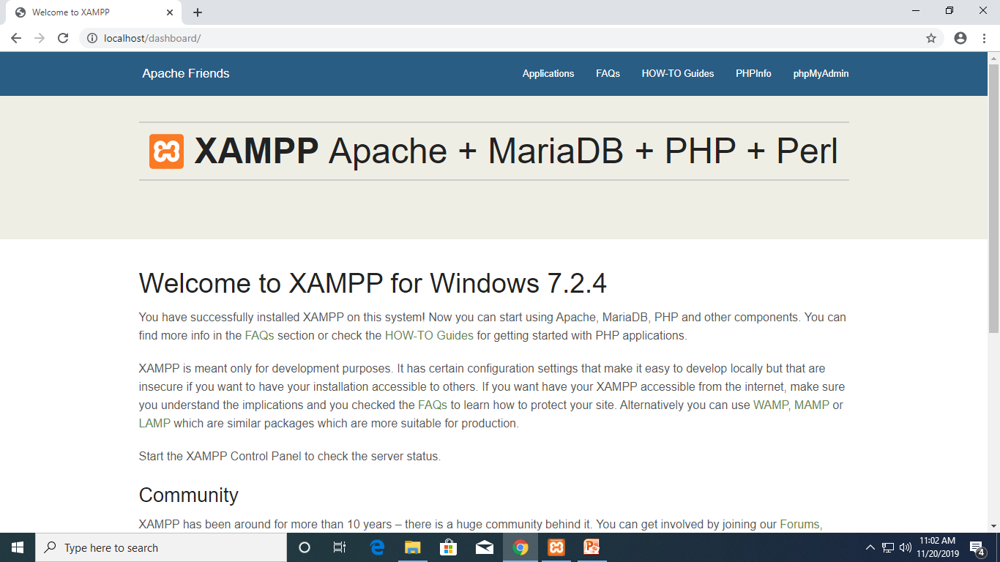 Welcome to XAMPP
localhost/dashboard/
Apache Friends
Applications
FAQs
HOW-TO Guides
PHPInfo
phpMyAdmin
XAMPP Apache + MariaDB + PHP + Perl
Welcome to XAMPP for Windows 7.2.4
You have successfully installed XAMPP on this system! Now you can start using Apache, MariaDB, PHP and other components. You can
find more info in the FAQs section or check the HOW-TO Guides for getting started with PHP applications.
XAMPP is meant only for development purposes. It has certain configuration settings that make it easy to develop locally but that are
insecure if you want to have your installation accessible to others. If you want have your XAMPP accessible from the internet, make sure
you understand the implications and you checked the FAQs to learn how to protect your site. Alternatively you can use WAMP, MAMP or
LAMP which are similar packages which are more suitable for production.
Start the XAMPP Control Panel to check the server status.
Community
XAMPP has been around for more than 10 years – there is a huge community behind it. You can get involved by joining our Forums,
Type here to search
11:02 AM
11/20/2019
4